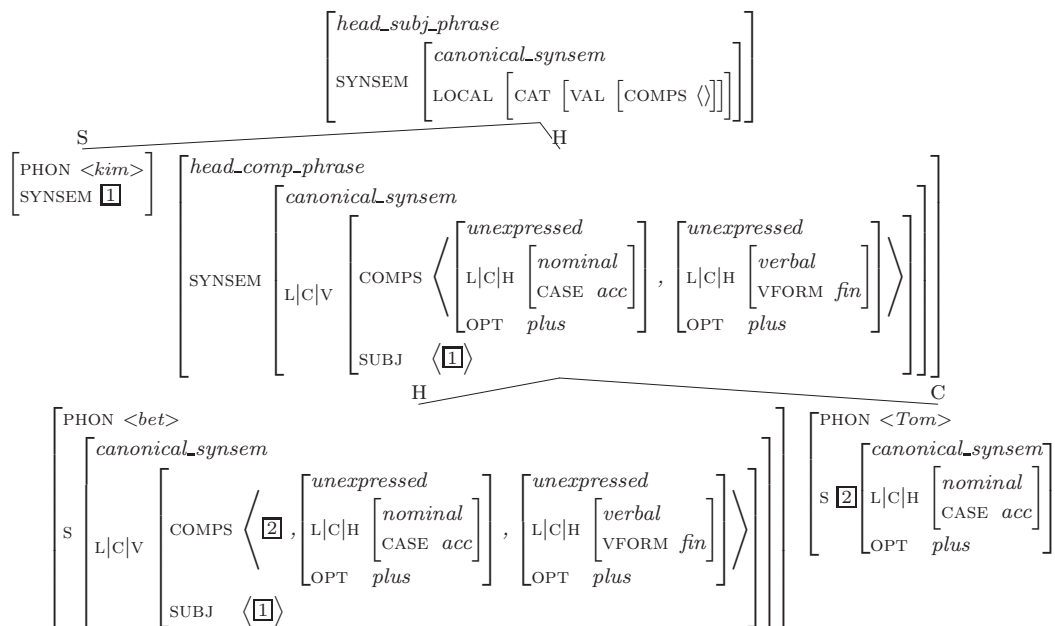 head_subj_phrase
SYNSEM [canonical_synsem
LOCAL [CAT [VAL [COMPS ⟨⟩]]]]
S H
PHON <kim>
SYNSEM 1
head_comp_phrase
canonical_synsem
SYNSEM L|C|V COMPS ⟨ [unexpressed L|C|H [nominal CASE acc] OPT plus] , [unexpressed L|C|H [verbal VFORM fin] OPT plus] ⟩
SUBJ ⟨1⟩
H C
PHON <bet>
canonical_synsem
S L|C|V COMPS ⟨ 2 , [unexpressed L|C|H [nominal CASE acc] OPT plus] , [unexpressed L|C|H [verbal VFORM fin] OPT plus] ⟩
SUBJ ⟨1⟩
PHON <Tom>
canonical_synsem
S 2 L|C|H [nominal CASE acc]
OPT plus